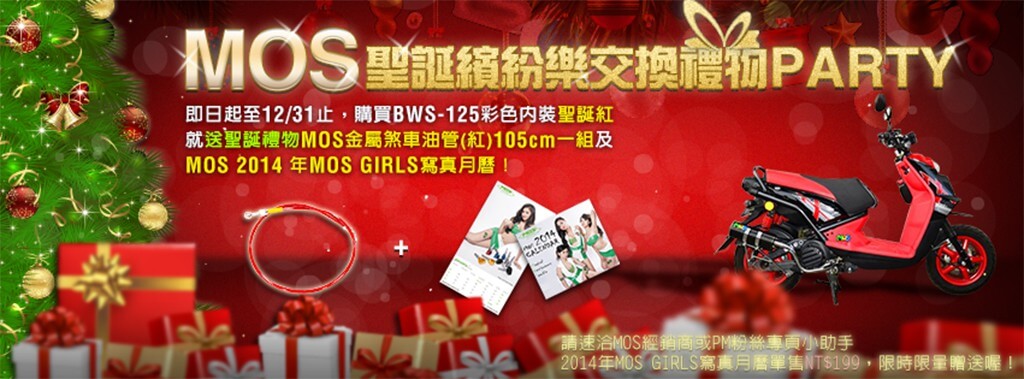 MOS聖誕繽紛樂交換禮物PARTY
即日起至12/31止，購買BWS-125彩色内裝聖誕紅
就送聖誕禮物MOS金屬煞車油管(紅)105cm一組及
MOS 2014 年MOS GIRLS寫真月曆！
+
2014
CALENDAR
請速洽MOS經銷商或PM粉絲專頁小助手
2014年MOS GIRLS寫真月曆單售NT$199，限時限量贈送喔！